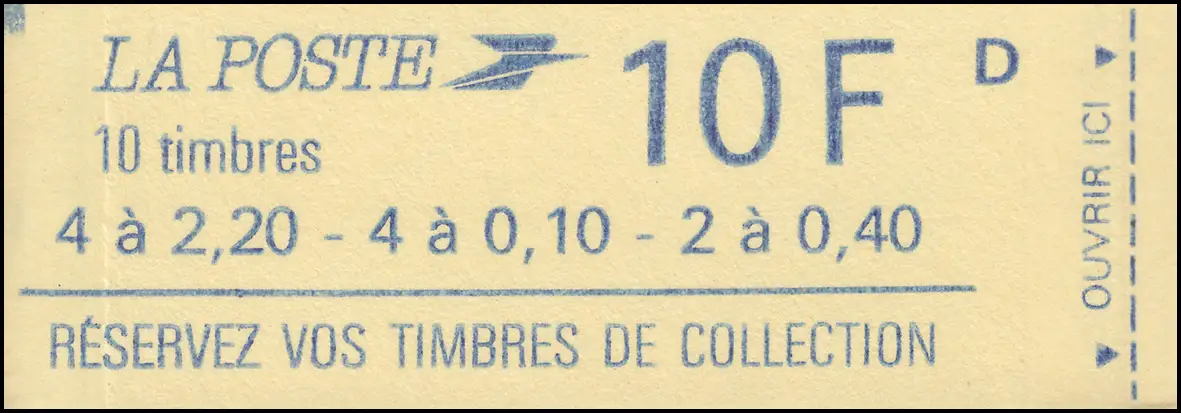 LA POSTE 10F D
10 timbres
4 à 2,20 - 4 à 0,10 - 2 à 0,40
RÉSERVEZ VOS TIMBRES DE COLLECTION
OUVRIR ICI